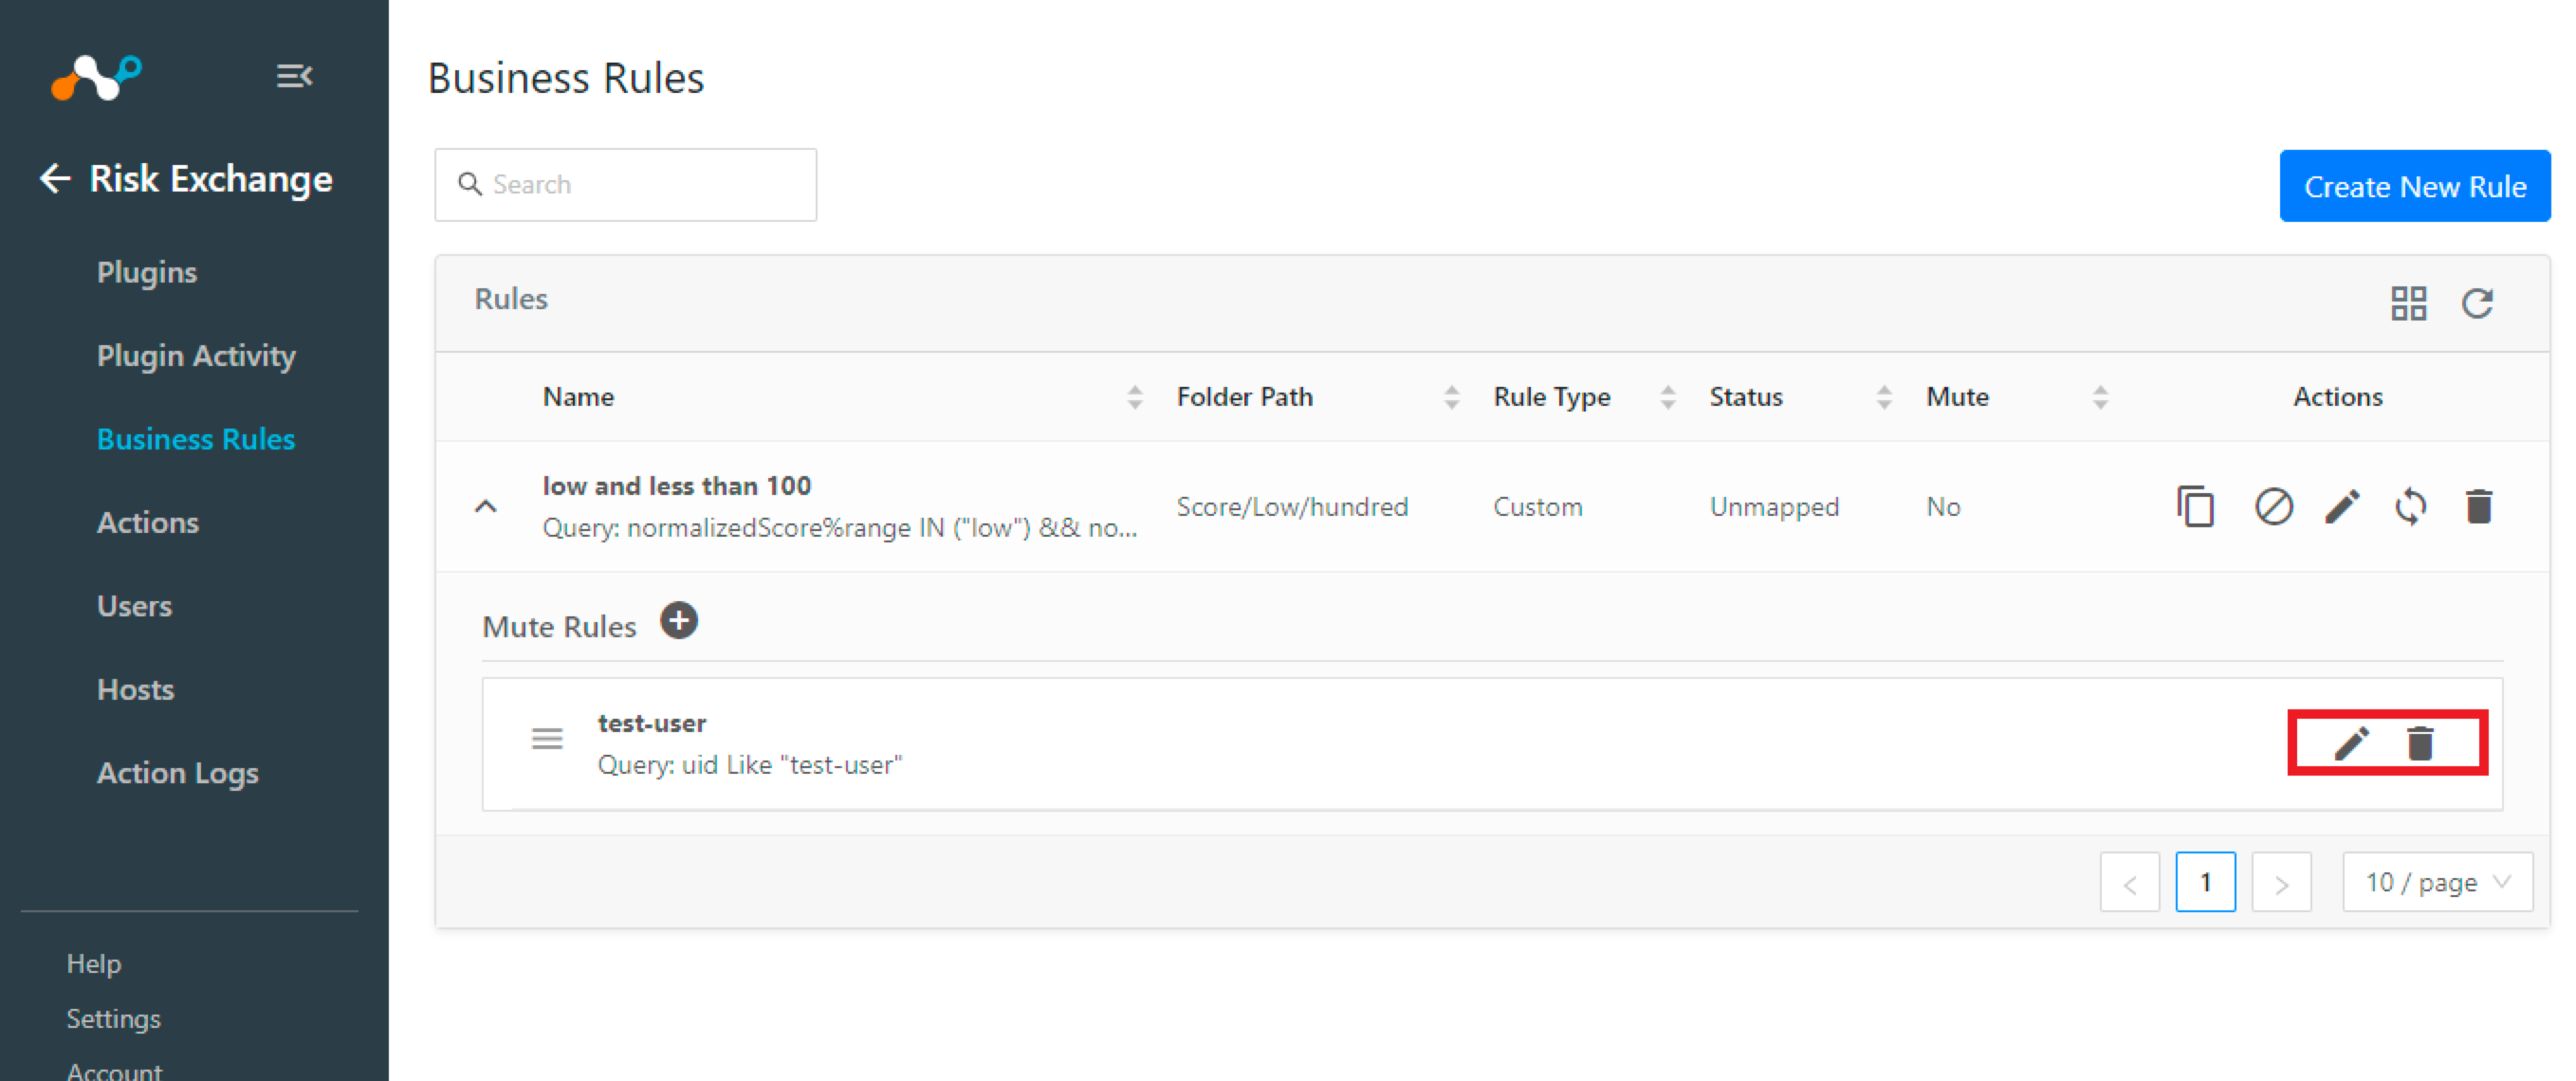 Business Rules
Risk Exchange
Plugins
Plugin Activity
Business Rules
Actions
Users
Hosts
Action Logs
Help
Settings
Account
Search
Create New Rule
Rules
Name Folder Path Rule Type Status Mute Actions
low and less than 100
Query: normalizedScore%range IN ("low") && no...
Score/Low/hundred Custom Unmapped No
Mute Rules
test-user
Query: uid Like "test-user"
< 1 > 10 / page